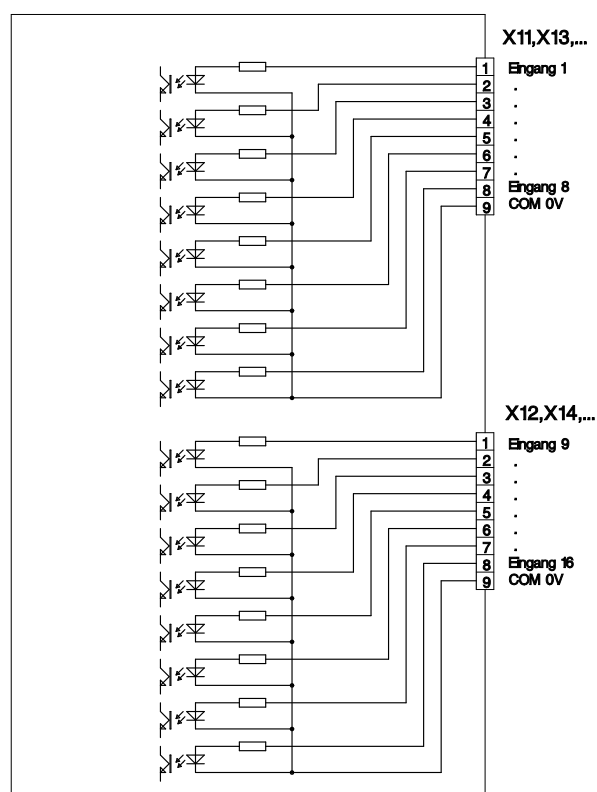 X11,X13,...
1 Eingang 1
2 .
3 .
4 .
5 .
6 .
7 .
8 Eingang 8
9 COM 0V
X12,X14,...
1 Eingang 9
2 .
3 .
4 .
5 .
6 .
7 .
8 Eingang 16
9 COM 0V